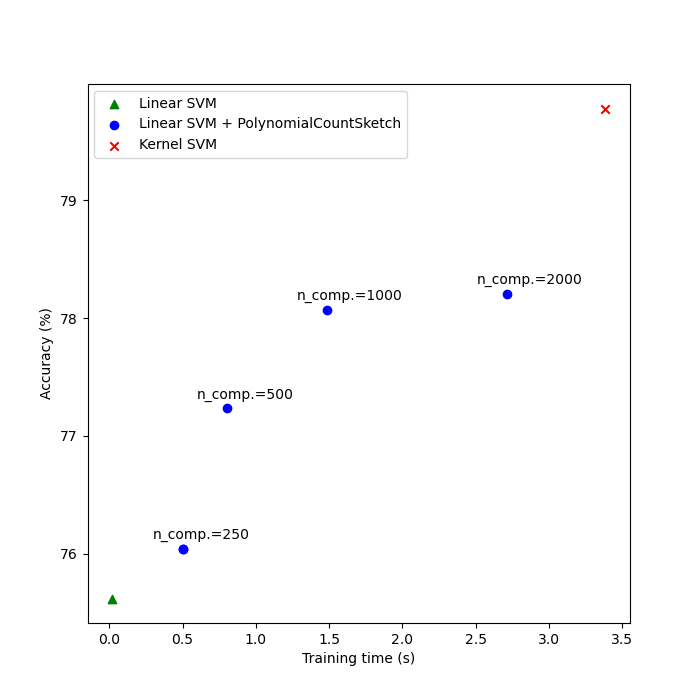 Linear SVM
Linear SVM + PolynomialCountSketch
Kernel SVM
79
n_comp.=2000
n_comp.=1000
78
n_comp.=500
77
n_comp.=250
76
Accuracy (%)
0.0 0.5 1.0 1.5 2.0 2.5 3.0 3.5
Training time (s)